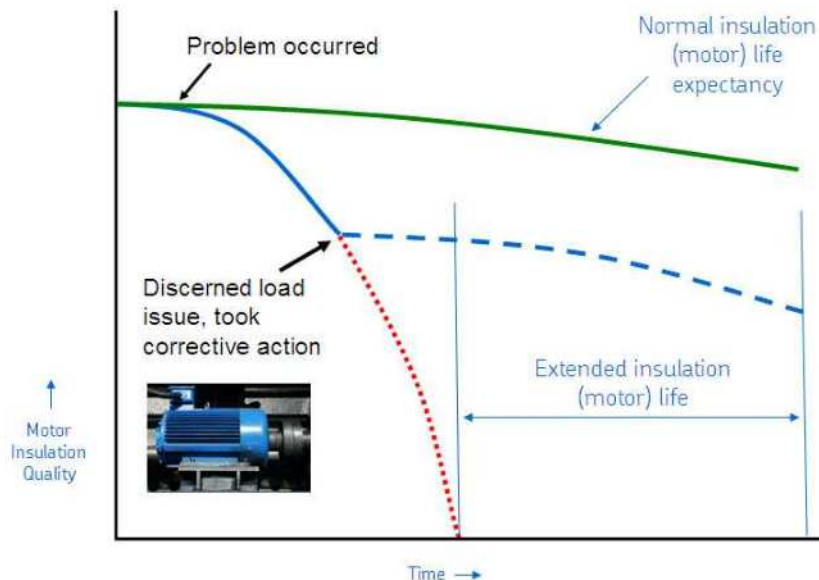 Problem occurred
Normal insulation
(motor) life
expectancy
Discerned load
issue, took
corrective action
Extended insulation
(motor) life
Motor
Insulation
Quality
Time